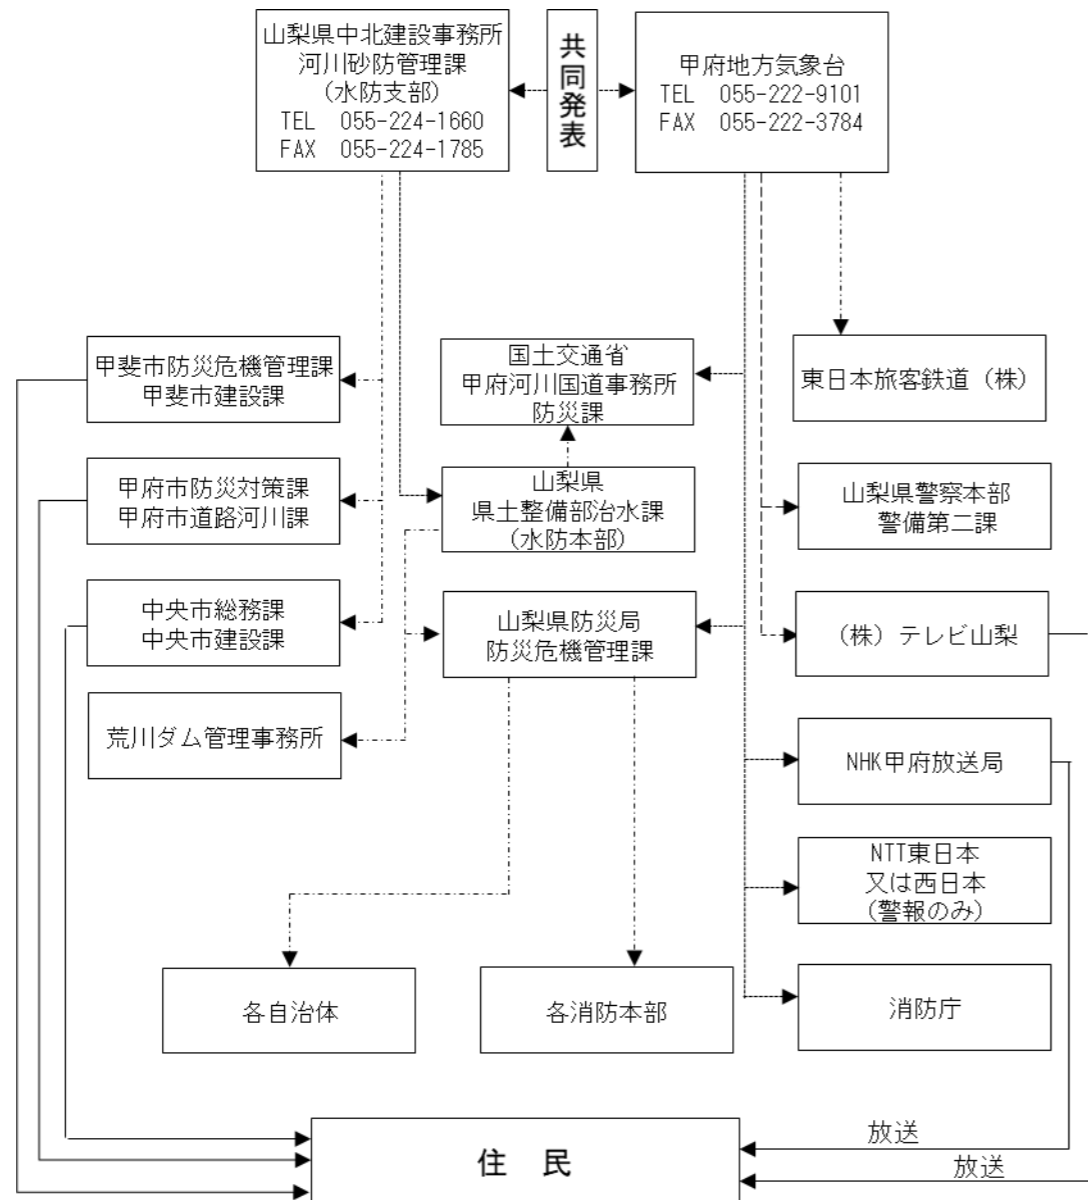 山梨県中北建設事務所
河川砂防管理課
(水防支部)
TEL 055-224-1660
FAX 055-224-1785
共同発表
甲府地方気象台
TEL 055-222-9101
FAX 055-222-3784
甲斐市防災危機管理課
甲斐市建設課
国土交通省
甲府河川国道事務所
防災課
東日本旅客鉄道(株)
甲府市防災対策課
甲府市道路河川課
山梨県
県土整備部治水課
(水防本部)
山梨県警察本部
警備第二課
中央市総務課
中央市建設課
山梨県防災局
防災危機管理課
(株)テレビ山梨
荒川ダム管理事務所
NHK甲府放送局
NTT東日本
又は西日本
(警報のみ)
各自治体
各消防本部
消防庁
住 民
放送
放送